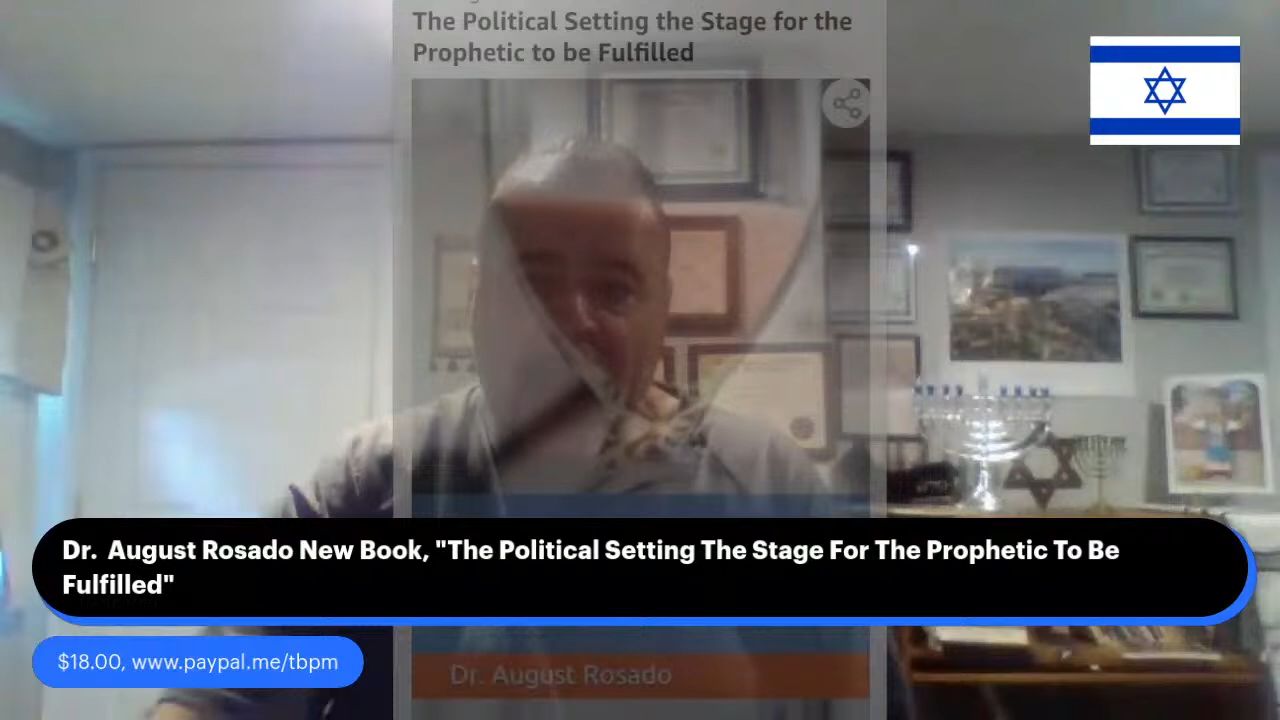 The Political Setting the Stage for the
Prophetic to be Fulfilled
Dr. August Rosado New Book, "The Political Setting The Stage For The Prophetic To Be
Fulfilled"
$18.00, www.paypal.me/tbpm
Dr. August Rosado